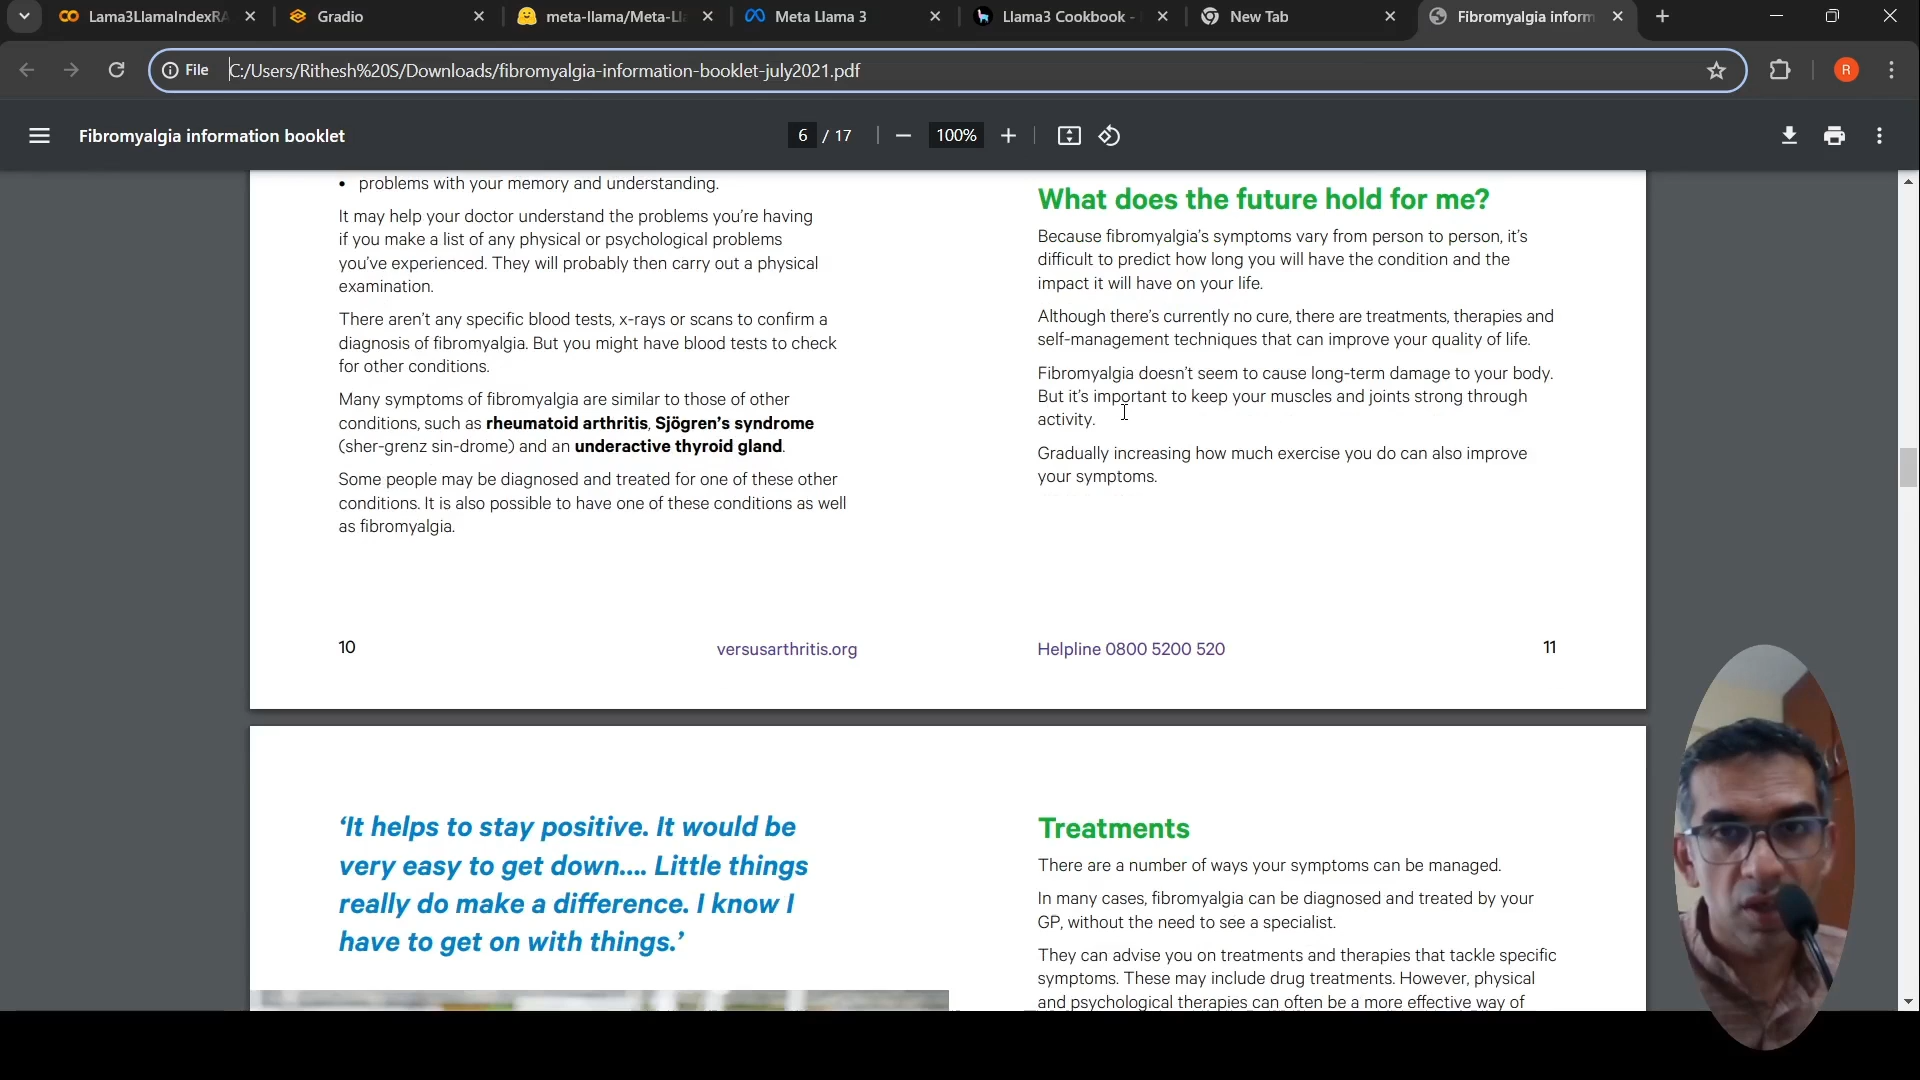 Lama3LlamaIndexRA
Gradio
meta-llama/Meta-Ll
Meta Llama 3
Llama3 Cookbook -
New Tab
Fibromyalgia inform
File
C:/Users/Rithesh%20S/Downloads/fibromyalgia-information-booklet-july2021.pdf
R
Fibromyalgia information booklet
6 / 17
100%
• problems with your memory and understanding.
It may help your doctor understand the problems you're having
if you make a list of any physical or psychological problems
you've experienced. They will probably then carry out a physical
examination.
There aren't any specific blood tests, x-rays or scans to confirm a
diagnosis of fibromyalgia. But you might have blood tests to check
for other conditions.
Many symptoms of fibromyalgia are similar to those of other
conditions, such as rheumatoid arthritis, Sjögren's syndrome
(sher-grenz sin-drome) and an underactive thyroid gland.
Some people may be diagnosed and treated for one of these other
conditions. It is also possible to have one of these conditions as well
as fibromyalgia.
10
versusarthritis.org
What does the future hold for me?
Because fibromyalgia's symptoms vary from person to person, it's
difficult to predict how long you will have the condition and the
impact it will have on your life.
Although there's currently no cure, there are treatments, therapies and
self-management techniques that can improve your quality of life.
Fibromyalgia doesn't seem to cause long-term damage to your body.
But it's important to keep your muscles and joints strong through
activity.
Gradually increasing how much exercise you do can also improve
your symptoms.
Helpline 0800 5200 520
11
'It helps to stay positive. It would be
very easy to get down.... Little things
really do make a difference. I know I
have to get on with things.'
Treatments
There are a number of ways your symptoms can be managed.
In many cases, fibromyalgia can be diagnosed and treated by your
GP, without the need to see a specialist.
They can advise you on treatments and therapies that tackle specific
symptoms. These may include drug treatments. However, physical
and psychological therapies can often be a more effective way of